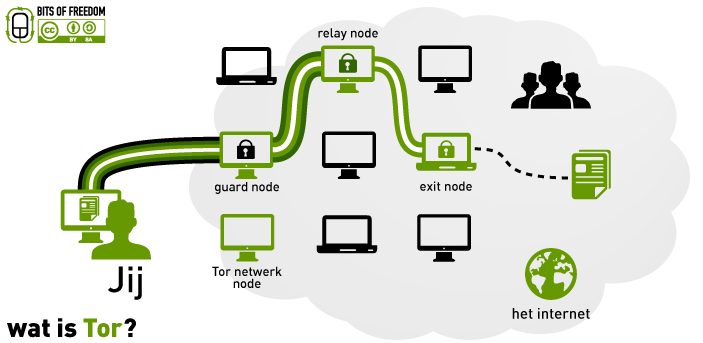 BITS OF FREEDOM
cc
BY SA
relay node
guard node
exit node
Tor netwerk
node
Jij
het internet
wat is Tor?